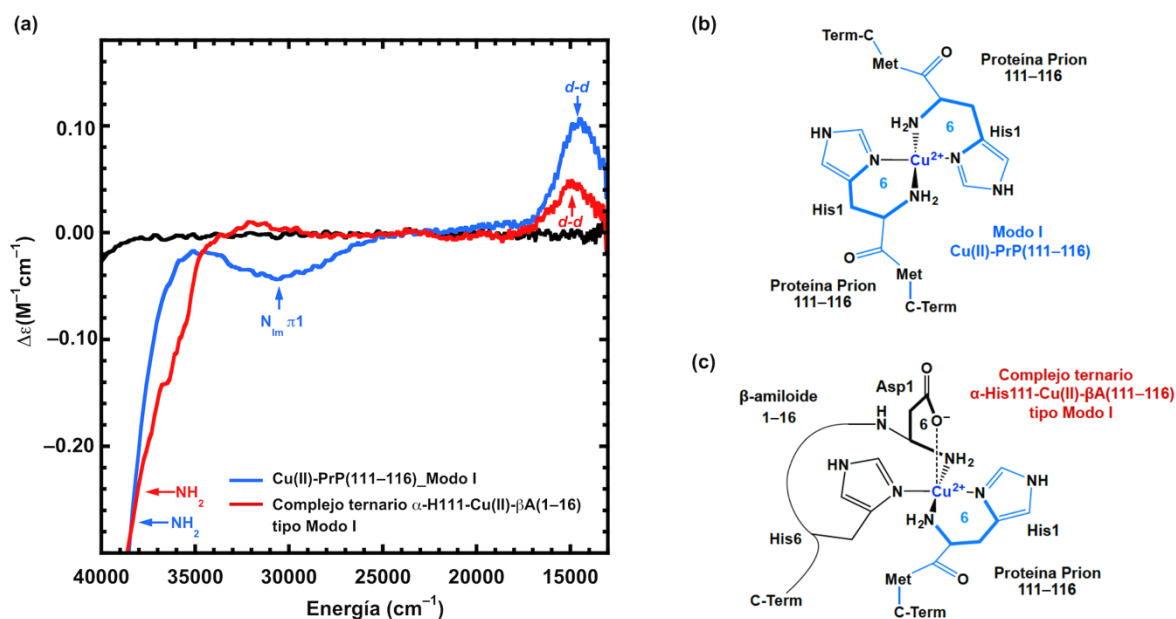 (a)
Δε(M⁻¹cm⁻¹)
0.10
0.00
−0.10
−0.20
d-d
d-d
N_Im π1
NH₂
NH₂
Cu(II)-PrP(111–116)_Modo I
Complejo ternario α-H111-Cu(II)-βA(1–16)
tipo Modo I
40000 35000 30000 25000 20000 15000
Energía (cm⁻¹)
(b)
Term-C
Met
O
Proteína Prion
111–116
H₂N
6
His1
HN
N
Cu²⁺
N
NH
6
NH₂
His1
O
Modo I
Cu(II)-PrP(111–116)
Met
Proteína Prion
111–116
C-Term
(c)
Asp1
O
Complejo ternario
α-His111-Cu(II)-βA(111–116)
tipo Modo I
β-amiloide
1–16
H
N
6
O⁻
NH₂
HN
N
Cu²⁺
N
NH
H₂N
6
His1
His6
Met
O
Proteína Prion
111–116
C-Term
C-Term